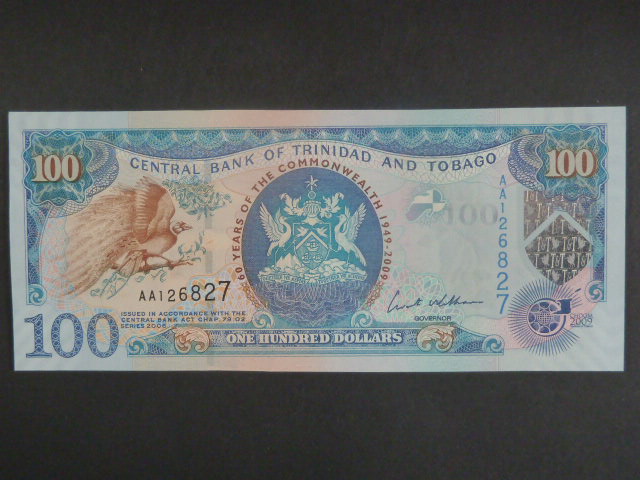 100
100
CENTRAL BANK OF TRINIDAD AND TOBAGO
60 YEARS OF THE COMMONWEALTH 1949-2009
100
AA126827
AA126827
ISSUED IN ACCORDANCE WITH THE
CENTRAL BANK ACT CHAP. 79.02
SERIES 2006
GOVERNOR
100
ONE HUNDRED DOLLARS